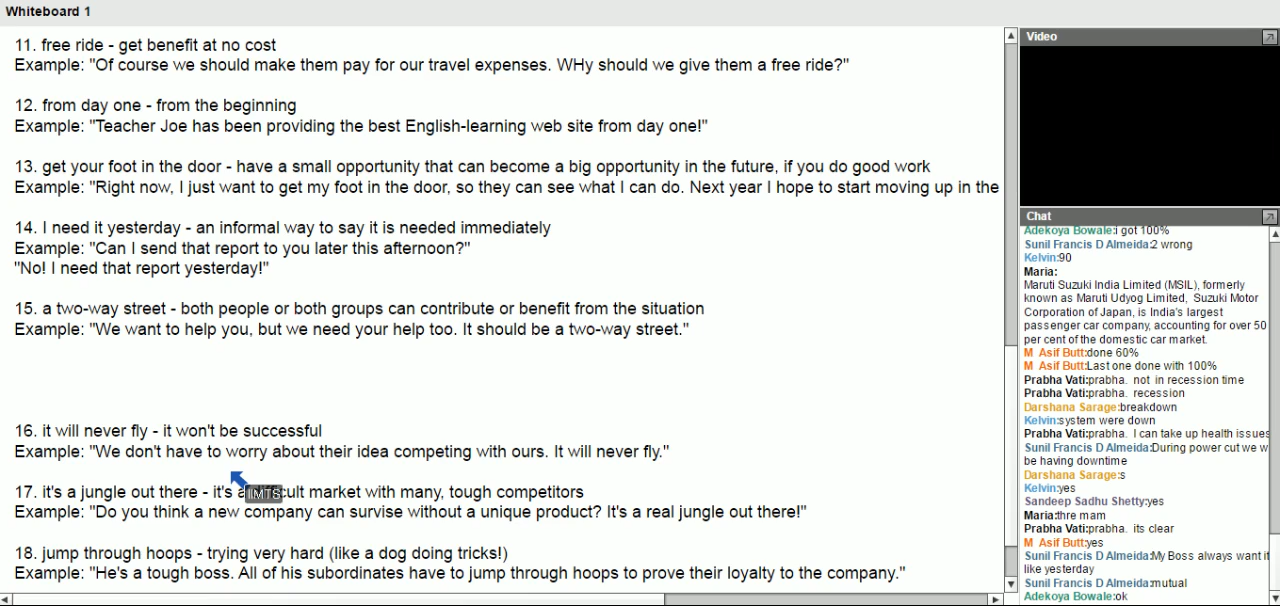 Whiteboard 1
11. free ride - get benefit at no cost
Example: "Of course we should make them pay for our travel expenses. WHy should we give them a free ride?"
12. from day one - from the beginning
Example: "Teacher Joe has been providing the best English-learning web site from day one!"
13. get your foot in the door - have a small opportunity that can become a big opportunity in the future, if you do good work
Example: "Right now, I just want to get my foot in the door, so they can see what I can do. Next year I hope to start moving up in the
14. I need it yesterday - an informal way to say it is needed immediately
Example: "Can I send that report to you later this afternoon?"
"No! I need that report yesterday!"
15. a two-way street - both people or both groups can contribute or benefit from the situation
Example: "We want to help you, but we need your help too. It should be a two-way street."
16. it will never fly - it won't be successful
Example: "We don't have to worry about their idea competing with ours. It will never fly."
IIMTS
17. it's a jungle out there - it's a cult market with many, tough competitors
Example: "Do you think a new company can survise without a unique product? It's a real jungle out there!"
18. jump through hoops - trying very hard (like a dog doing tricks!)
Example: "He's a tough boss. All of his subordinates have to jump through hoops to prove their loyalty to the company."
Video
Chat
Adekoya Bowale:i got 100%
Sunil Francis D Almeida:2 wrong
Kelvin:90
Maria:
Maruti Suzuki India Limited (MSIL), formerly
known as Maruti Udyog Limited, Suzuki Motor
Corporation of Japan, is India's largest
passenger car company, accounting for over 50
per cent of the domestic car market.
M Asif Butt:done 60%
M Asif Butt:Last one done with 100%
Prabha Vati:prabha. not in recession time
Prabha Vati:prabha. recession
Darshana Sarage:breakdown
Kelvin:system were down
Prabha Vati:prabha. I can take up health issues
Sunil Francis D Almeida:During power cut we w
be having downtime
Darshana Sarage:s
Kelvin:yes
Sandeep Sadhu Shetty:yes
Maria:thre mam
Prabha Vati:prabha. its clear
M Asif Butt:yes
Sunil Francis D Almeida:My Boss always want it
like yesterday
Sunil Francis D Almeida:mutual
Adekoya Bowale:ok